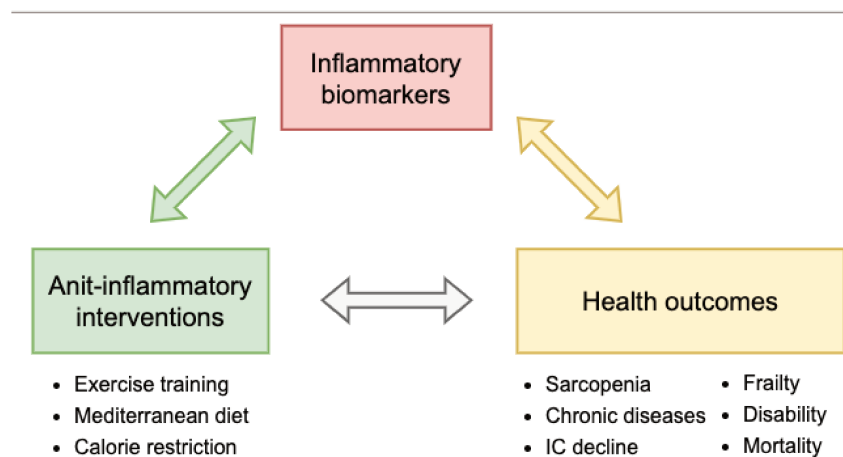 Inflammatory
biomarkers
Anit-inflammatory
interventions
Health outcomes
• Exercise training
• Mediterranean diet
• Calorie restriction
• Sarcopenia
• Chronic diseases
• IC decline
• Frailty
• Disability
• Mortality